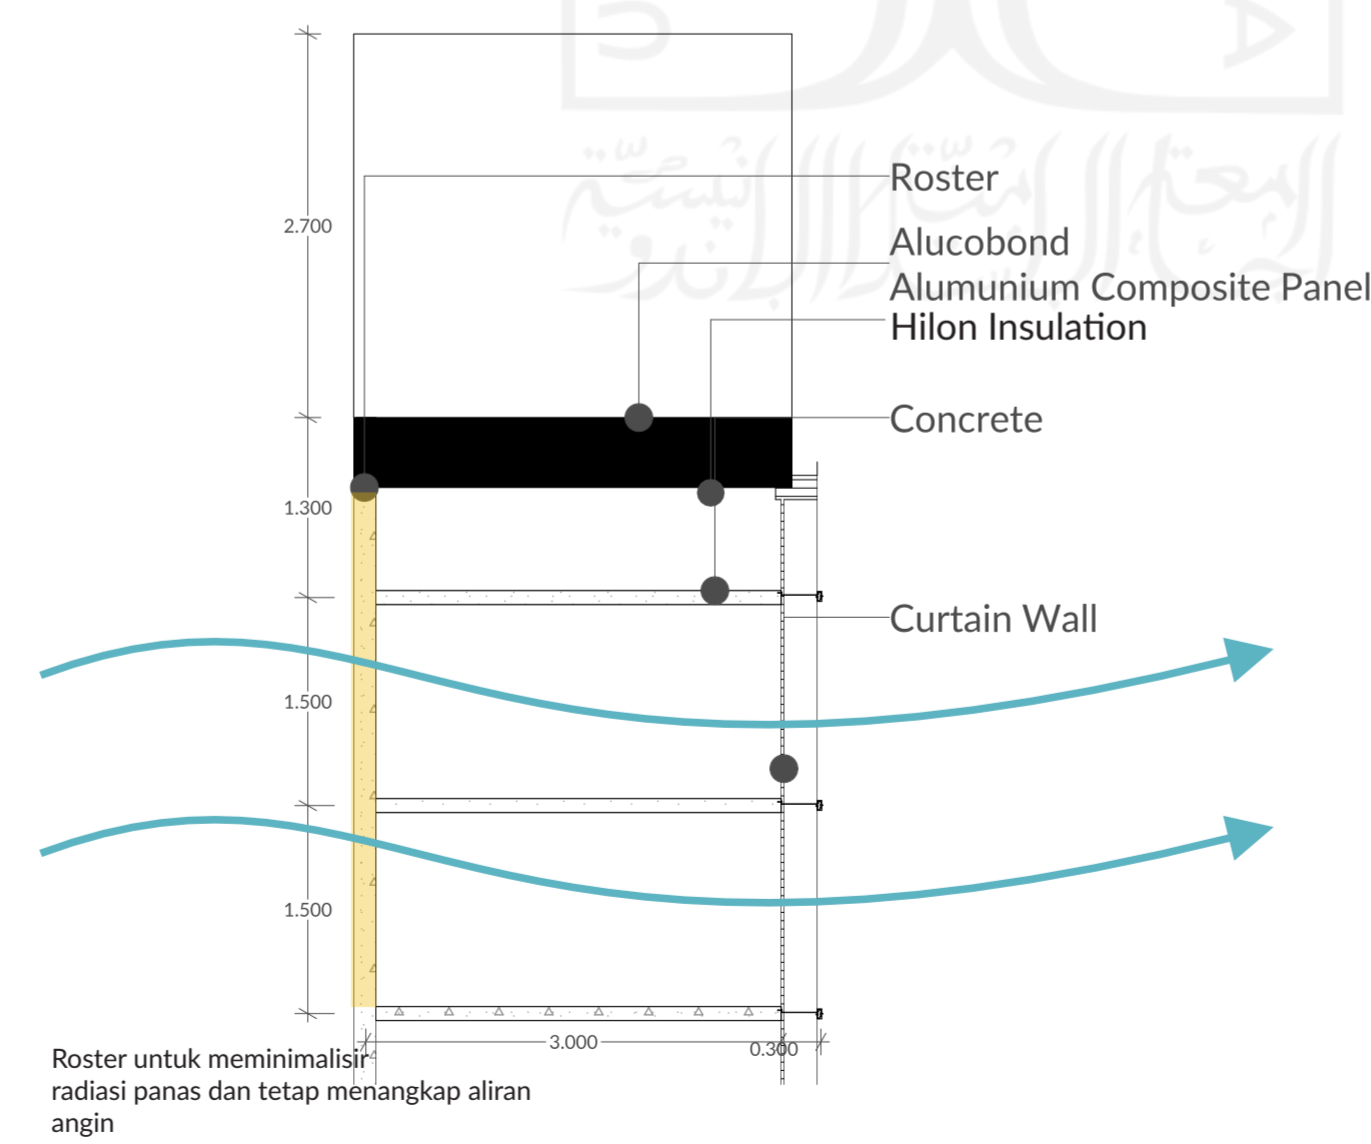 Roster
2.700
Alucobond
Alumunium Composite Panel
Hilon Insulation
Concrete
1.300
Curtain Wall
1.500
1.500
3.000
0.300
Roster untuk meminimalisir
radiasi panas dan tetap menangkap aliran
angin